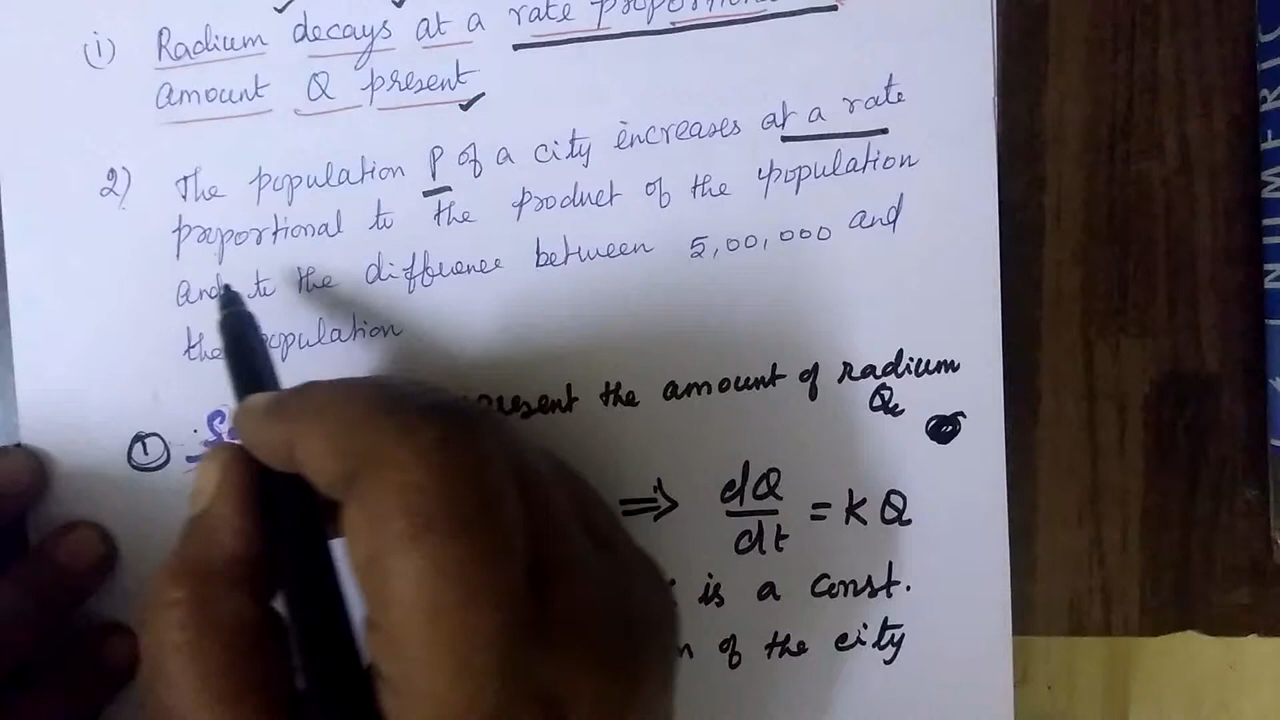 (i) Radium decays at a rate
amount Q present
2) The population P of a city increases at a rate
proportional to the product of the population
and to the difference between 5,00,000 and
the population
① the amount of radium
Q
⇒ dQ/dt = K Q
is a const.
of the city
NUMERIC